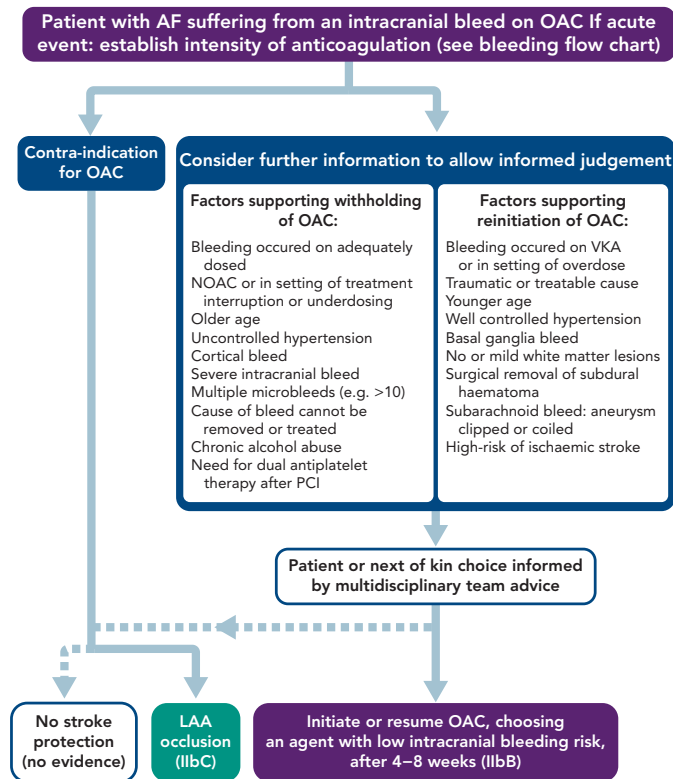 Patient with AF suffering from an intracranial bleed on OAC If acute
event: establish intensity of anticoagulation (see bleeding flow chart)
Contra-indication
for OAC
Consider further information to allow informed judgement
Factors supporting withholding
of OAC:
Bleeding occured on adequately
dosed
NOAC or in setting of treatment
interruption or underdosing
Older age
Uncontrolled hypertension
Cortical bleed
Severe intracranial bleed
Multiple microbleeds (e.g. >10)
Cause of bleed cannot be
removed or treated
Chronic alcohol abuse
Need for dual antiplatelet
therapy after PCI
Factors supporting
reinitiation of OAC:
Bleeding occured on VKA
or in setting of overdose
Traumatic or treatable cause
Younger age
Well controlled hypertension
Basal ganglia bleed
No or mild white matter lesions
Surgical removal of subdural
haematoma
Subarachnoid bleed: aneurysm
clipped or coiled
High-risk of ischaemic stroke
Patient or next of kin choice informed
by multidisciplinary team advice
No stroke
protection
(no evidence)
LAA
occlusion
(IIbC)
Initiate or resume OAC, choosing
an agent with low intracranial bleeding risk,
after 4–8 weeks (IIbB)